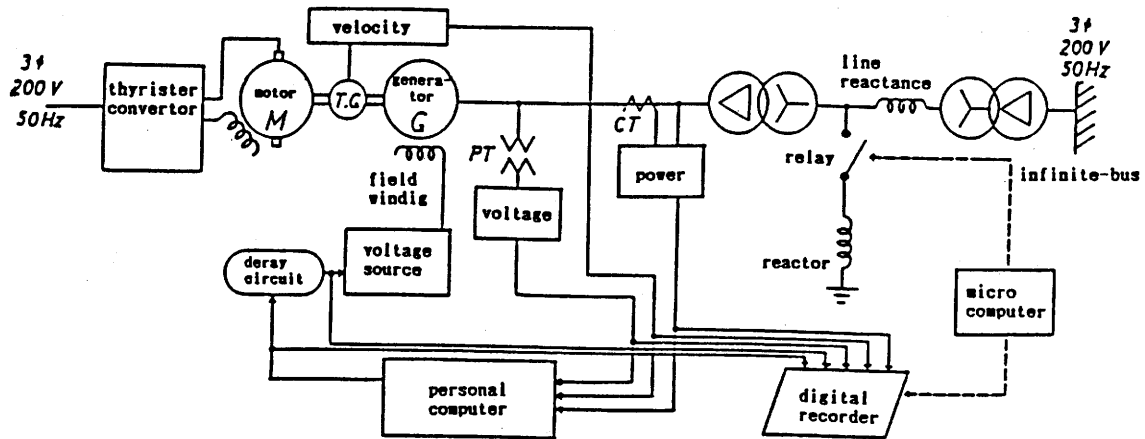 3φ
200 V
50Hz
thyrister
convertor
motor
M
velocity
T.G
genera-
tor
G
field
windig
PT
voltage
CT
power
line
reactance
3φ
200 V
50Hz
relay
infinite-bus
reactor
micro
computer
deray
circuit
voltage
source
personal
computer
digital
recorder